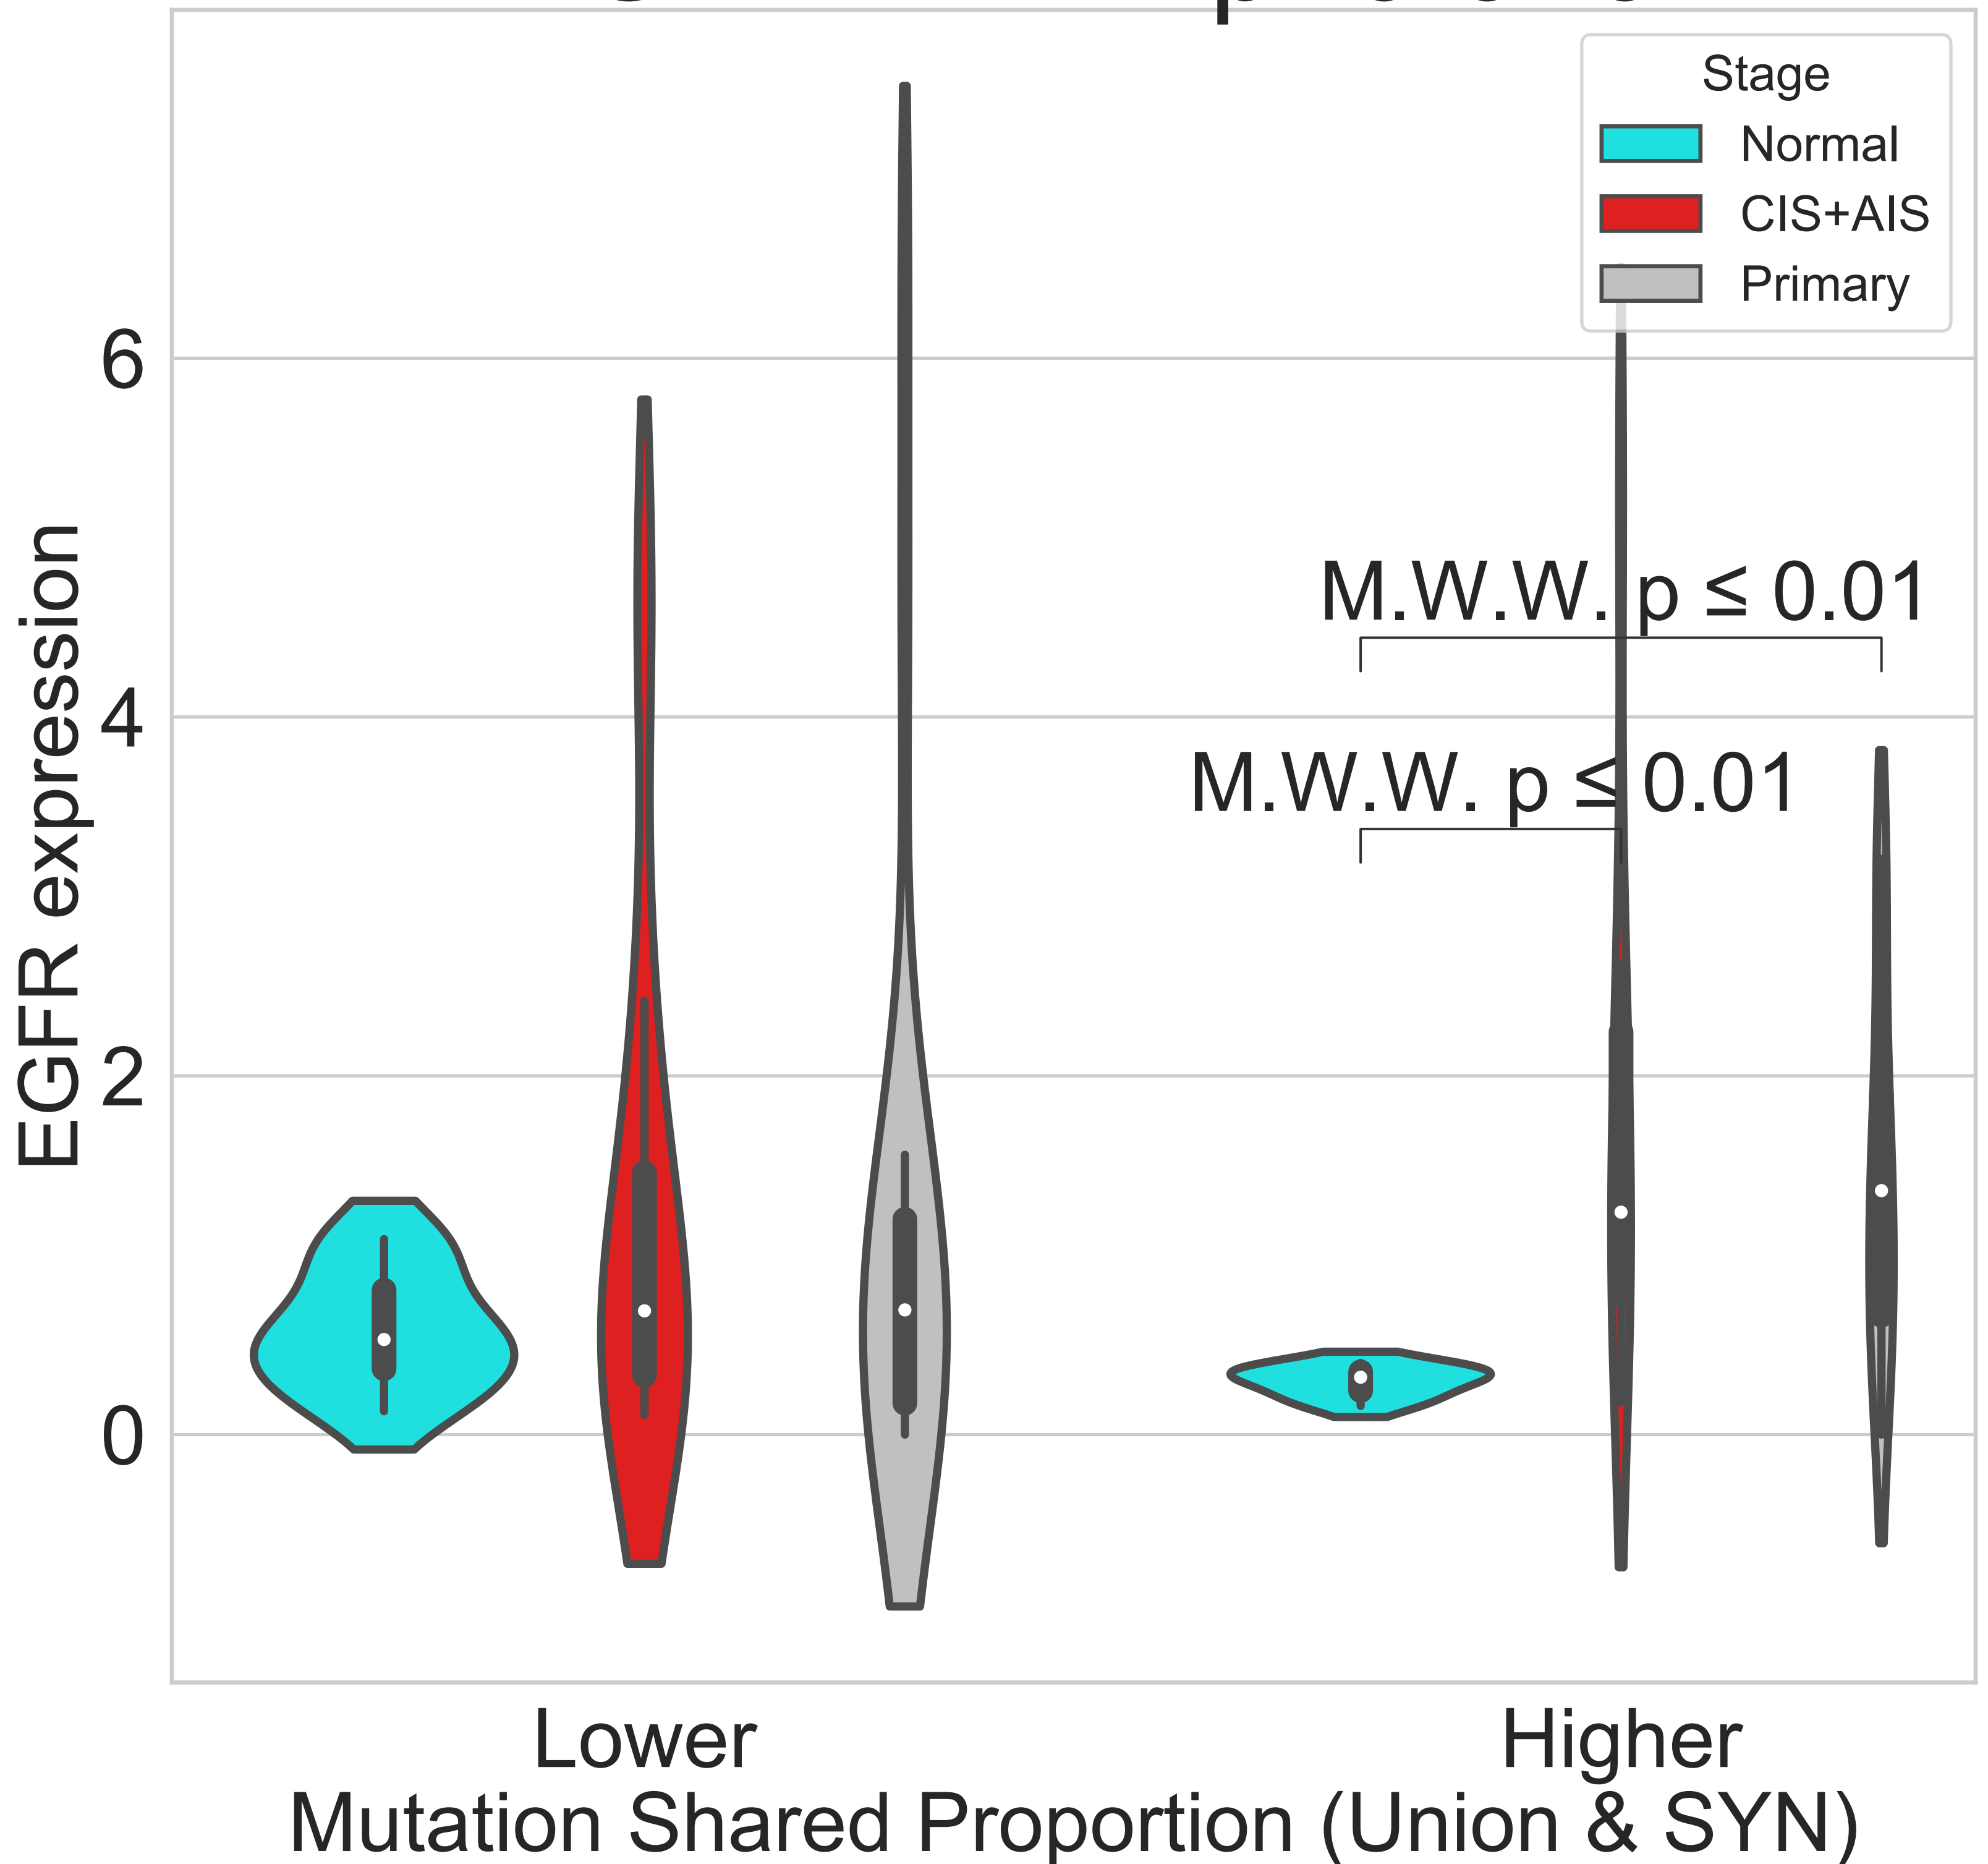 Stage
Normal
CIS+AIS
Primary
6
4
2
0
EGFR expression
M.W.W. p ≤ 0.01
M.W.W. p ≤ 0.01
Lower
Higher
Mutation Shared Proportion (Union & SYN)